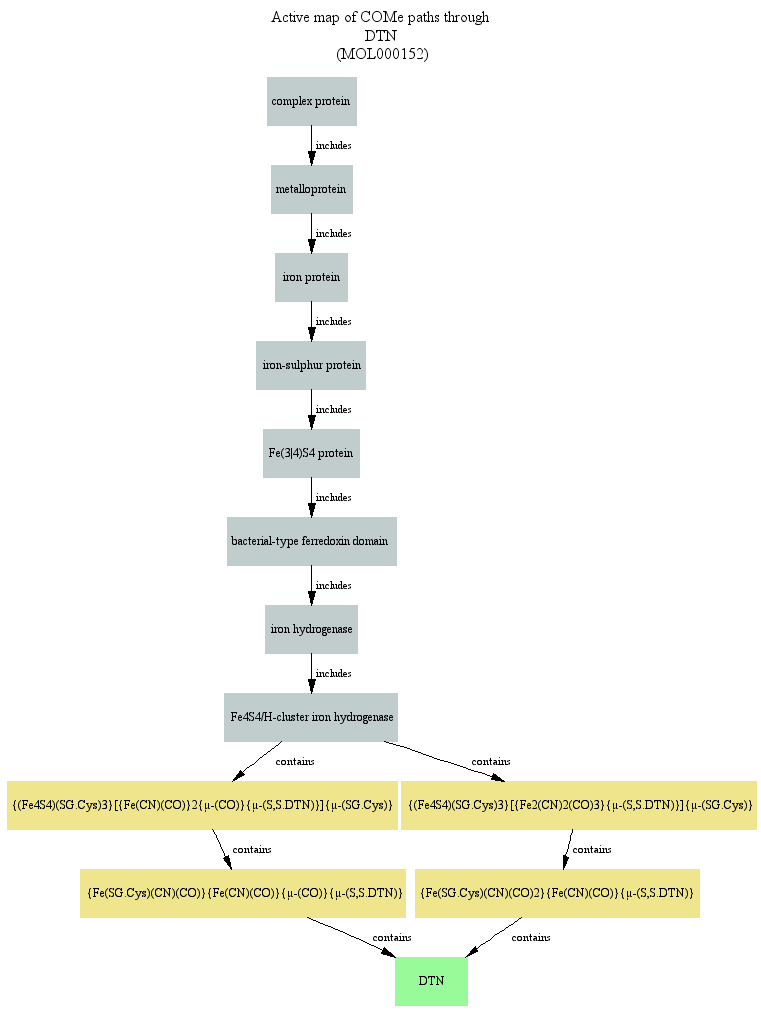 Active map of COMe paths through
DTN
(MOL000152)
complex protein
includes
metalloprotein
includes
iron protein
includes
iron-sulphur protein
includes
Fe(3|4)S4 protein
includes
bacterial-type ferredoxin domain
includes
iron hydrogenase
includes
Fe4S4/H-cluster iron hydrogenase
contains
contains
{(Fe4S4)(SG.Cys)3}[{Fe(CN)(CO)}2{μ-(CO)}{μ-(S,S.DTN)}]{μ-(SG.Cys)}
{(Fe4S4)(SG.Cys)3}[{Fe2(CN)2(CO)3}{μ-(S,S.DTN)}]{μ-(SG.Cys)}
contains
contains
{Fe(SG.Cys)(CN)(CO)}{Fe(CN)(CO)}{μ-(CO)}{μ-(S,S.DTN)}
{Fe(SG.Cys)(CN)(CO)2}{Fe(CN)(CO)}{μ-(S,S.DTN)}
contains
contains
DTN